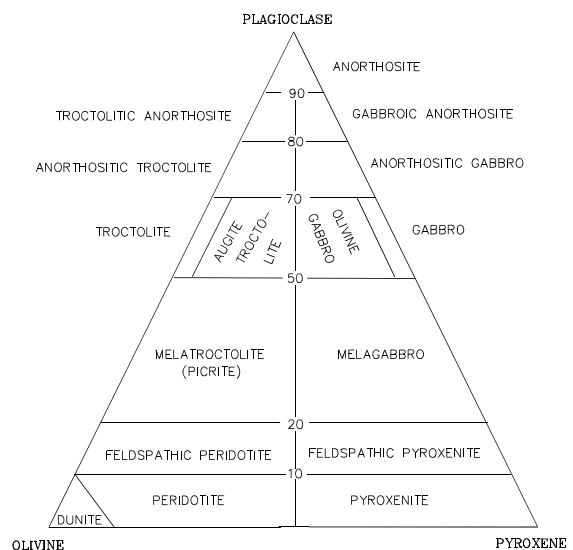 PLAGIOCLASE
ANORTHOSITE
90
TROCTOLITIC ANORTHOSITE
GABBROIC ANORTHOSITE
80
ANORTHOSITIC TROCTOLITE
ANORTHOSITIC GABBRO
70
TROCTOLITE
AUGITE
TROCTO-
LITE
OLIVINE
GABBRO
GABBRO
50
MELATROCTOLITE
(PICRITE)
MELAGABBRO
20
FELDSPATHIC PERIDOTITE
FELDSPATHIC PYROXENITE
10
PERIDOTITE
PYROXENITE
DUNITE
OLIVINE
PYROXENE